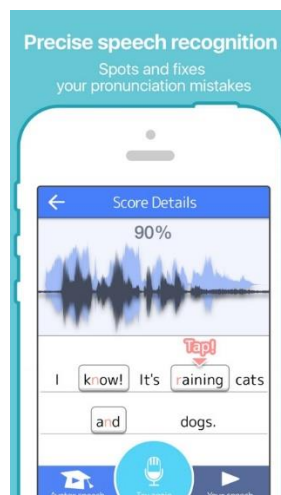 Precise speech recognition
Spots and fixes
your pronunciation mistakes
Score Details
90%
Tap!
I know! It's raining cats
and dogs.